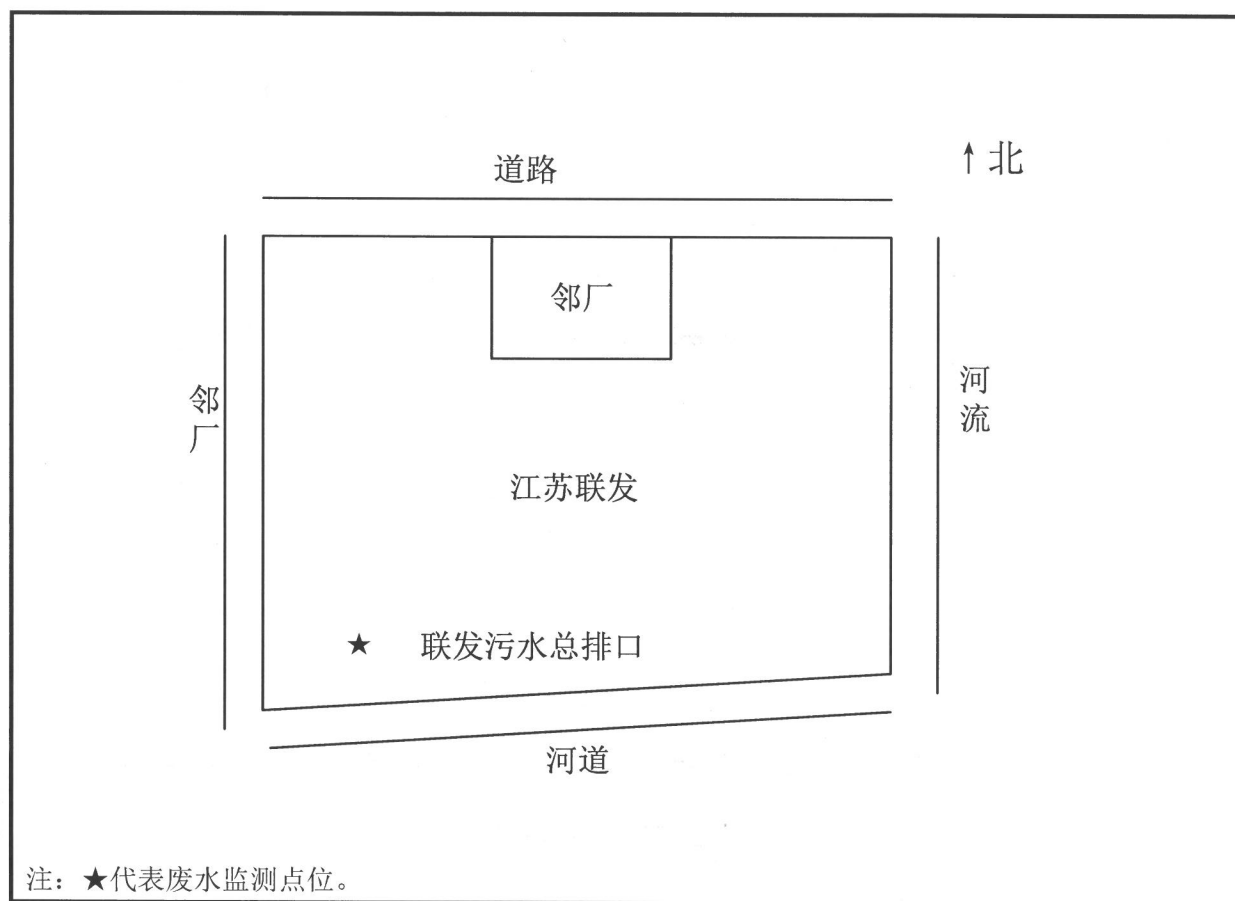 道路
↑北
邻厂
邻厂
河流
江苏联发
★ 联发污水总排口
河道
注：★代表废水监测点位。